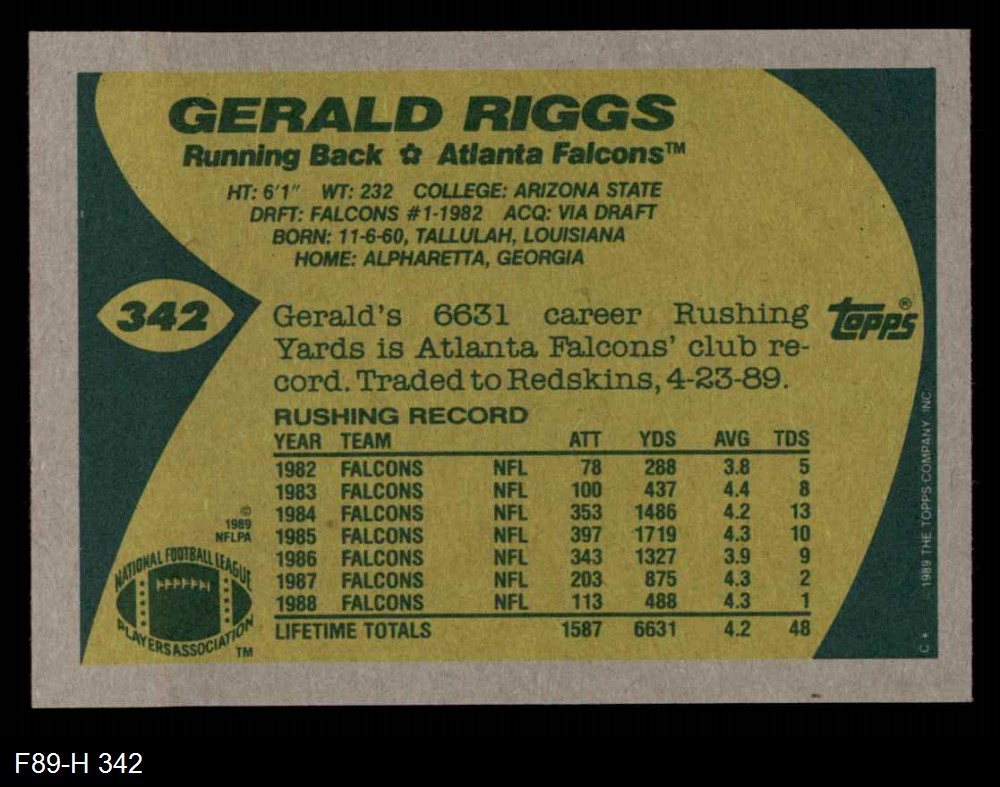 GERALD RIGGS
Running Back ✿ Atlanta Falcons™
HT: 6'1" WT: 232 COLLEGE: ARIZONA STATE
DRFT: FALCONS #1-1982 ACQ: VIA DRAFT
BORN: 11-6-60, TALLULAH, LOUISIANA
HOME: ALPHARETTA, GEORGIA
342
Gerald's 6631 career Rushing
Yards is Atlanta Falcons' club re-
cord. Traded to Redskins, 4-23-89.
topps®
RUSHING RECORD
YEAR TEAM ATT YDS AVG TDS
1982 FALCONS NFL 78 288 3.8 5
1983 FALCONS NFL 100 437 4.4 8
1984 FALCONS NFL 353 1486 4.2 13
1985 FALCONS NFL 397 1719 4.3 10
1986 FALCONS NFL 343 1327 3.9 9
1987 FALCONS NFL 203 875 4.3 2
1988 FALCONS NFL 113 488 4.3 1
LIFETIME TOTALS 1587 6631 4.2 48
©
1989
NFLPA
NATIONAL FOOTBALL LEAGUE
PLAYERS ASSOCIATION
TM
C* 1989 THE TOPPS COMPANY, INC.
F89-H 342